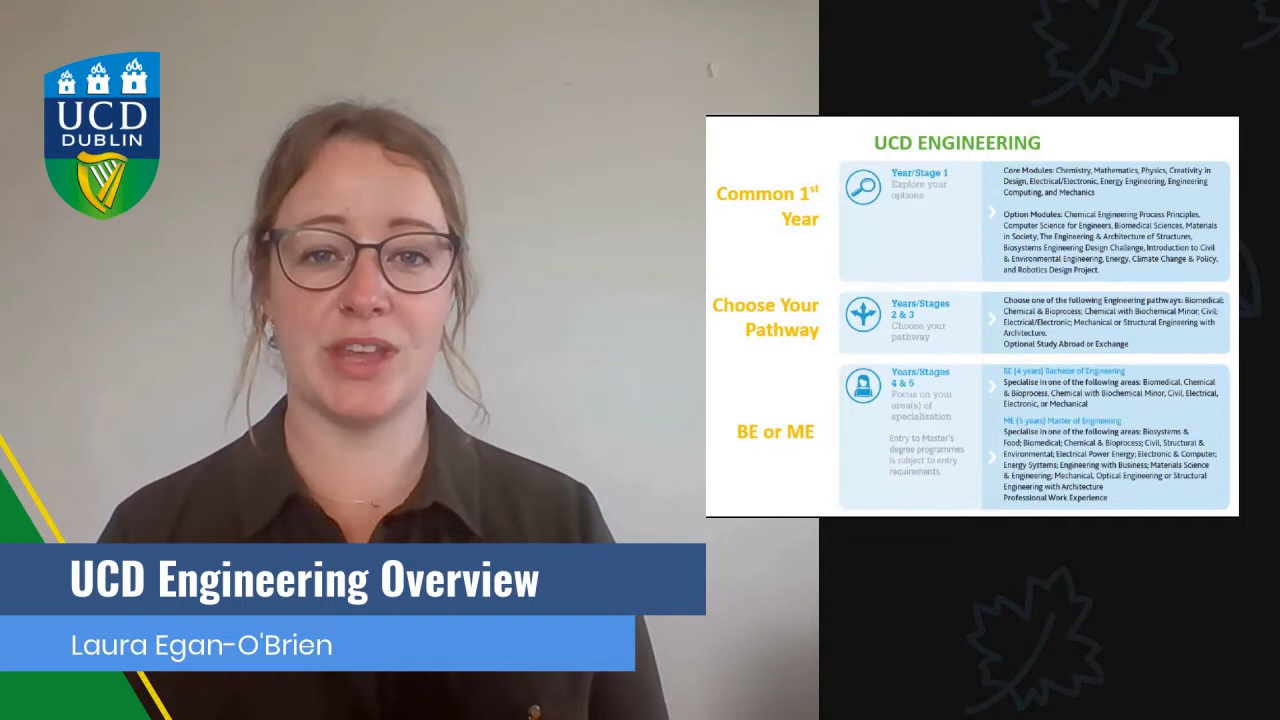 UCD
DUBLIN
UCD ENGINEERING
Common 1st
Year
Year/Stage 1
Explore your
options
Core Modules: Chemistry, Mathematics, Physics, Creativity in
Design, Electrical/Electronic, Energy Engineering, Engineering
Computing, and Mechanics
Option Modules: Chemical Engineering Process Principles,
Computer Science for Engineers, Biomedical Sciences, Materials
in Society, The Engineering & Architecture of Structures,
Biosystems Engineering Design Challenge, Introduction to Civil
& Environmental Engineering, Energy, Climate Change & Policy,
and Robotics Design Project.
Choose Your
Pathway
Years/Stages
2 & 3
Choose your
pathway
Choose one of the following Engineering pathways: Biomedical;
Chemical & Bioprocess; Chemical with Biochemical Minor; Civil;
Electrical/Electronic; Mechanical or Structural Engineering with
Architecture.
Optional Study Abroad or Exchange
BE or ME
Years/Stages
4 & 5
Focus on your
area(s) of
specialisation
Entry to Master's
degree programmes
is subject to entry
requirements.
BE (4 years) Bachelor of Engineering
Specialise in one of the following areas: Biomedical, Chemical
& Bioprocess, Chemical with Biochemical Minor, Civil, Electrical,
Electronic, or Mechanical
ME (5 years) Master of Engineering
Specialise in one of the following areas: Biosystems &
Food; Biomedical; Chemical & Bioprocess; Civil, Structural &
Environmental; Electrical Power Energy; Electronic & Computer;
Energy Systems; Engineering with Business; Materials Science
& Engineering; Mechanical, Optical Engineering or Structural
Engineering with Architecture
Professional Work Experience
UCD Engineering Overview
Laura Egan-O'Brien